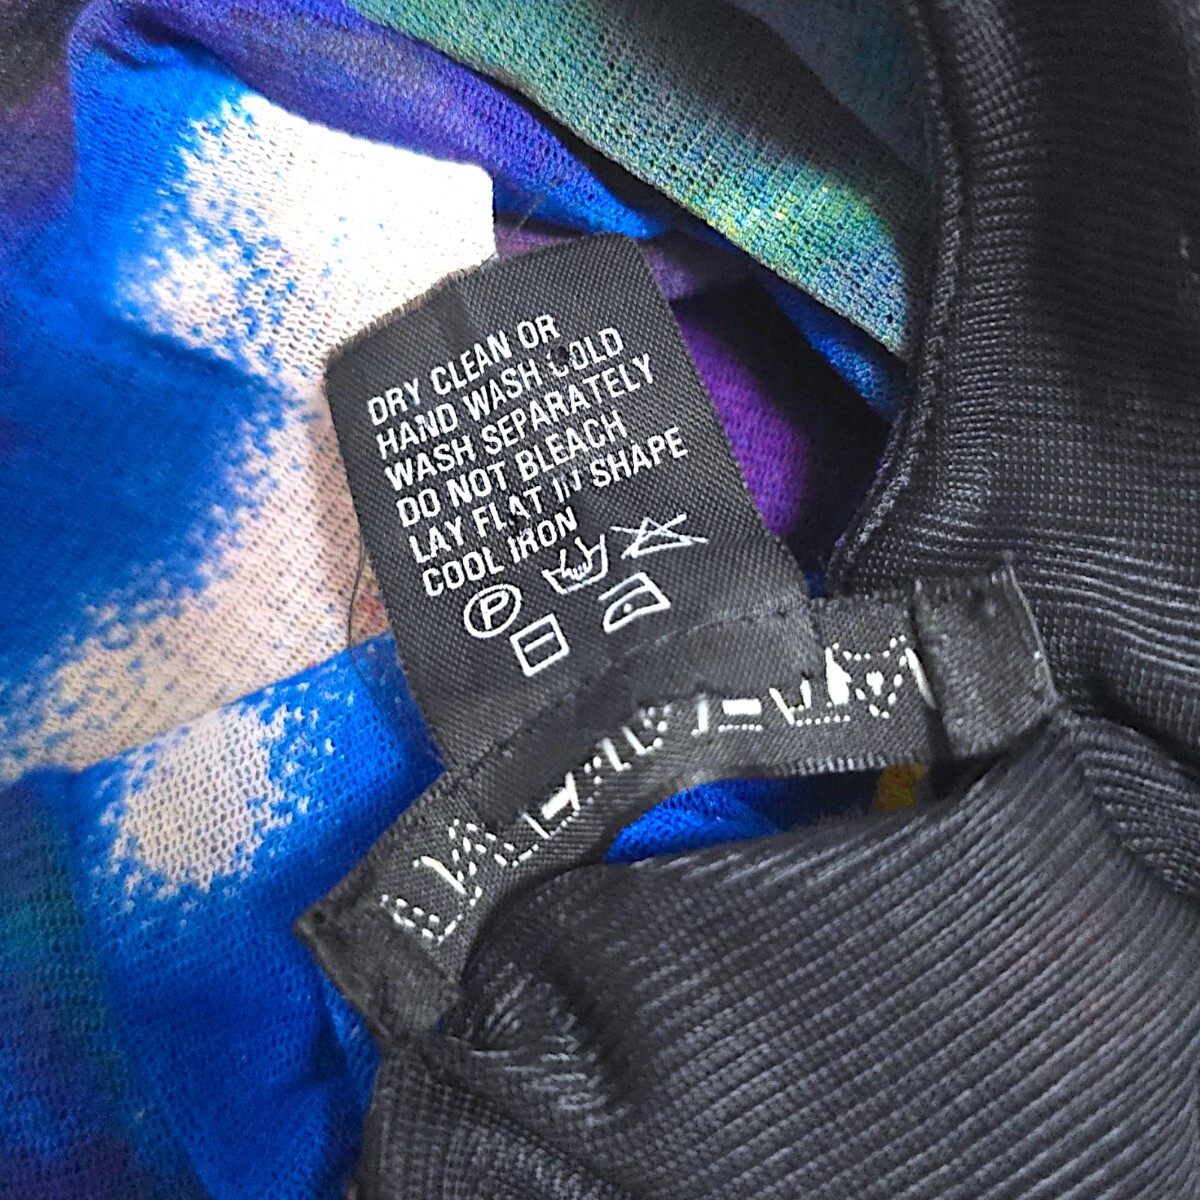 DRY CLEAN OR
HAND WASH COLD
WASH SEPARATELY
DO NOT BLEACH
LAY FLAT IN SHAPE
COOL IRON
P